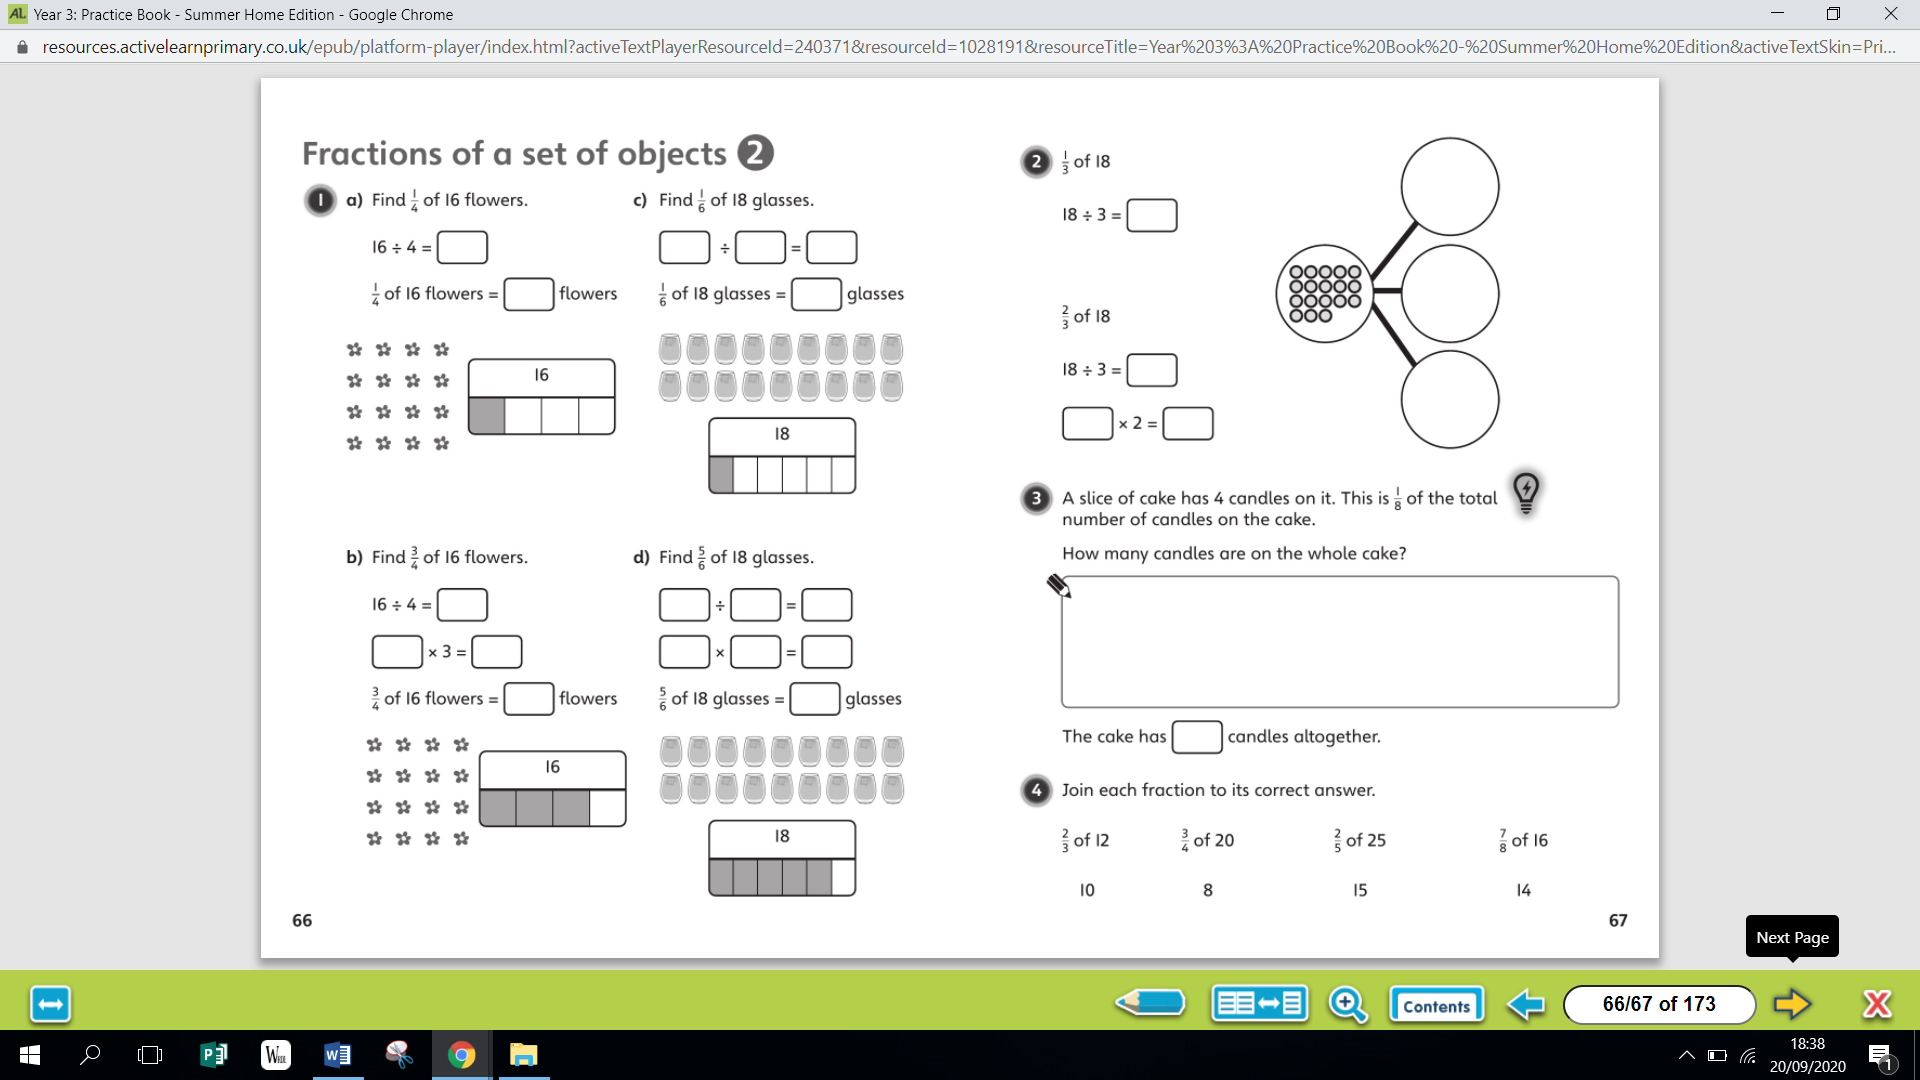 Year 3: Practice Book - Summer Home Edition - Google Chrome
resources.activelearnprimary.co.uk/epub/platform-player/index.html?activeTextPlayerResourceId=240371&resourceId=1028191&resourceTitle=Year%203%3A%20Practice%20Book%20-%20Summer%20Home%20Edition&activeTextSkin=Pri...
Fractions of a set of objects 2
1 a) Find 1/4 of 16 flowers.
16 ÷ 4 =
1/4 of 16 flowers = flowers
16
b) Find 3/4 of 16 flowers.
16 ÷ 4 =
× 3 =
3/4 of 16 flowers = flowers
16
c) Find 1/6 of 18 glasses.
÷ =
1/6 of 18 glasses = glasses
18
d) Find 5/6 of 18 glasses.
÷ =
× =
5/6 of 18 glasses = glasses
18
66
2 1/3 of 18
18 ÷ 3 =
2/3 of 18
18 ÷ 3 =
× 2 =
3 A slice of cake has 4 candles on it. This is 1/8 of the total
number of candles on the cake.
How many candles are on the whole cake?
The cake has candles altogether.
4 Join each fraction to its correct answer.
2/3 of 12 3/4 of 20 2/5 of 25 7/8 of 16
10 8 15 14
67
Next Page
Contents
66/67 of 173
18:38
20/09/2020
1